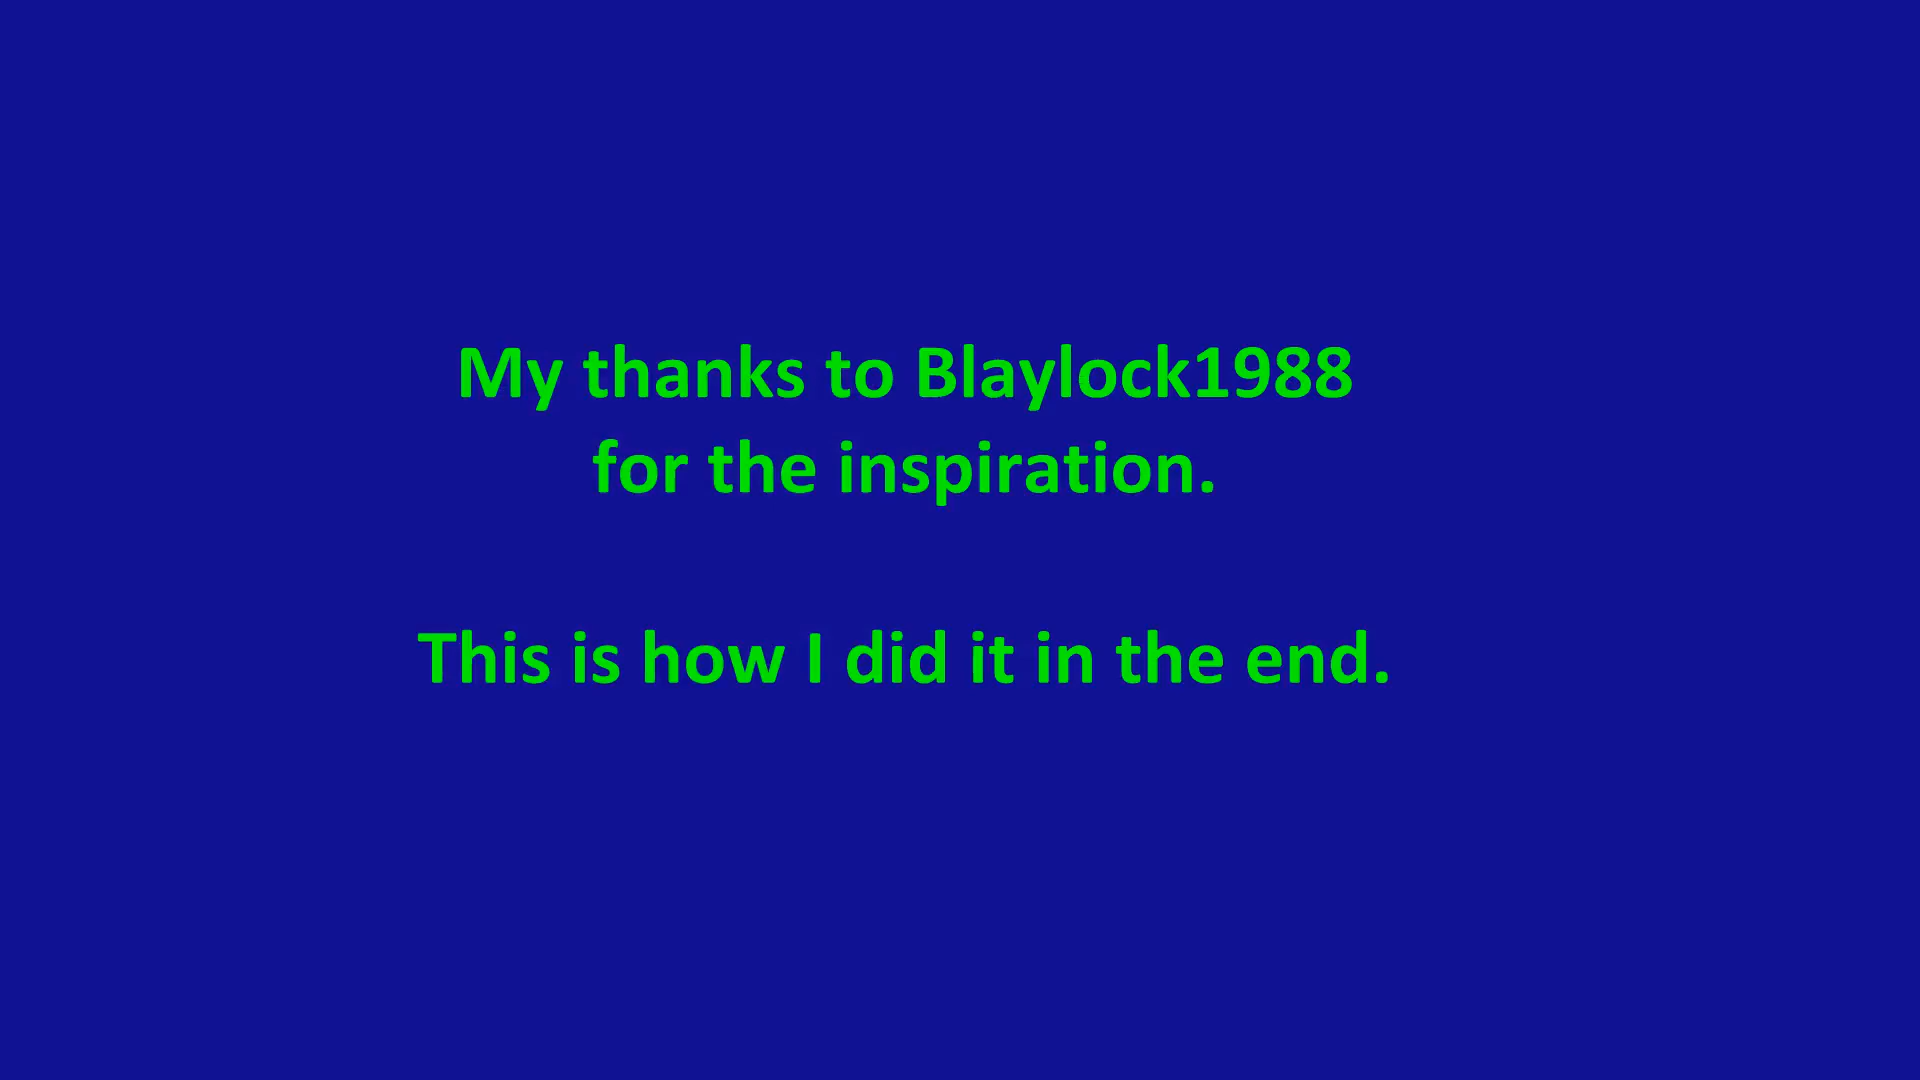 My thanks to Blaylock1988
for the inspiration.
This is how I did it in the end.